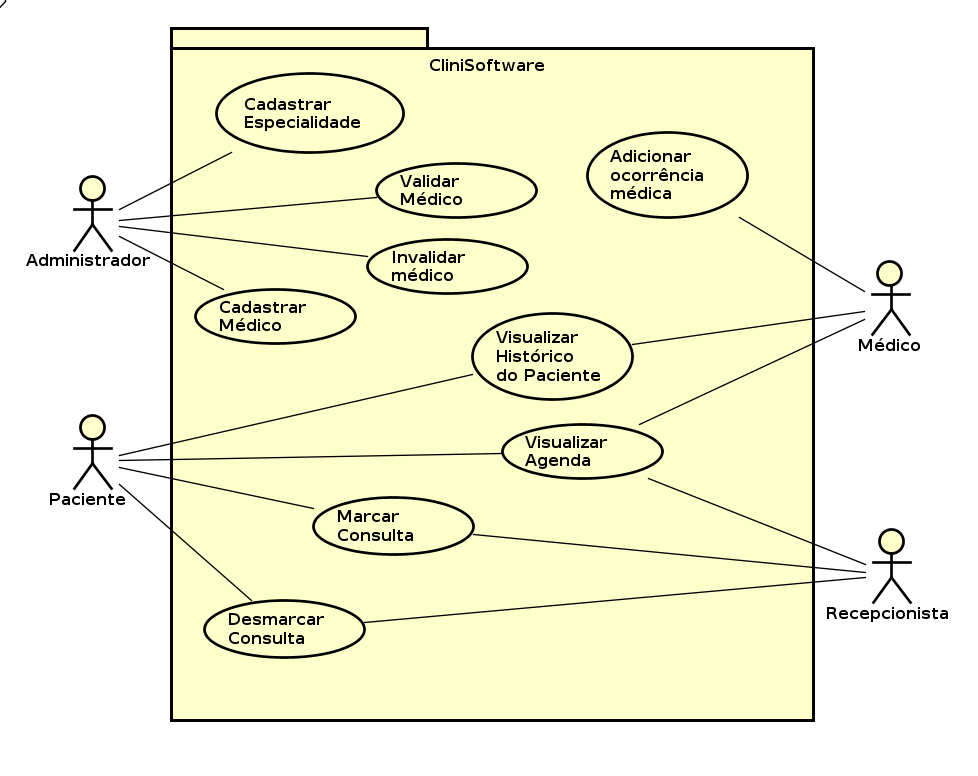 CliniSoftware
Cadastrar
Especialidade
Adicionar
ocorrência
médica
Validar
Médico
Administrador
Invalidar
médico
Cadastrar
Médico
Médico
Visualizar
Histórico
do Paciente
Visualizar
Agenda
Paciente
Marcar
Consulta
Recepcionista
Desmarcar
Consulta